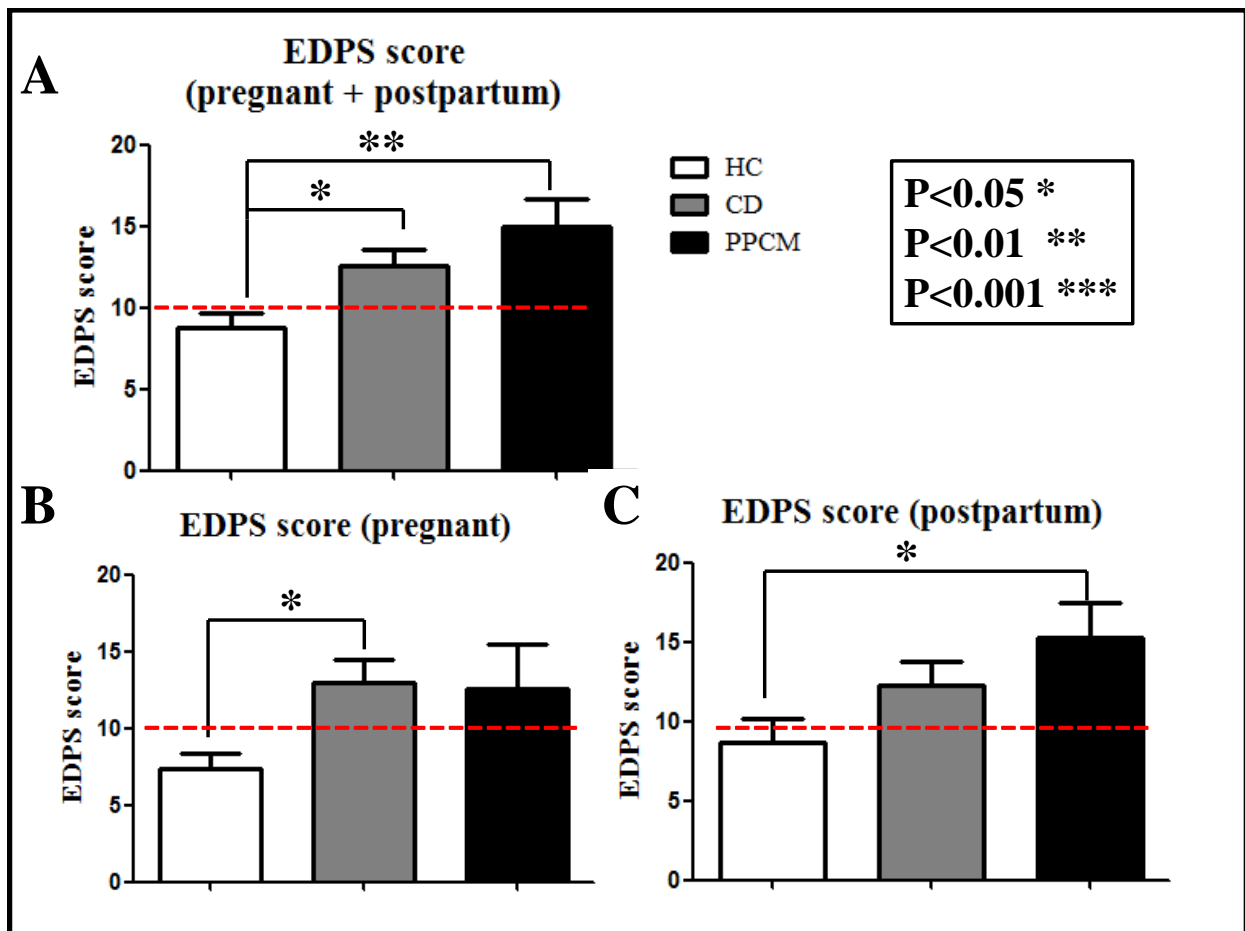 A
EDPS score
(pregnant + postpartum)
EDPS score
20
15
10
5
0
*
**
HC
CD
PPCM
P<0.05 *
P<0.01 **
P<0.001 ***
B
EDPS score (pregnant)
EDPS score
20
15
10
5
0
*
C
EDPS score (postpartum)
EDPS score
20
15
10
5
0
*